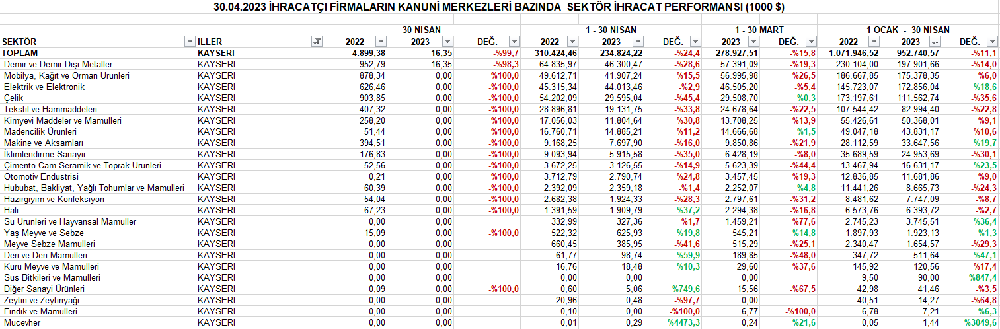 30.04.2023 İHRACATÇI FİRMALARIN KANUNİ MERKEZLERİ BAZINDA SEKTÖR İHRACAT PERFORMANSI (1000 $)
30 NISAN 1 - 30 NISAN 1 - 30 MART 1 OCAK - 30 NISAN
SEKTÖR ILLER 2022 2023 DEĞ. 2022 2023 DEĞ. 2023 DEĞ. 2022 2023 DEĞ.
TOPLAM KAYSERI 4.899,38 16,35 -%99,7 310.424,46 234.824,22 -%24,4 278.927,51 -%15,8 1.071.946,52 952.740,57 -%11,1
Demir ve Demir Dışı Metaller KAYSERI 952,79 16,35 -%98,3 64.835,97 46.300,47 -%28,6 57.391,09 -%19,3 230.104,00 197.901,66 -%14,0
Mobilya, Kağıt ve Orman Ürünleri KAYSERI 878,34 0,00 -%100,0 49.612,71 41.907,24 -%15,5 56.995,98 -%26,5 186.667,85 175.378,35 -%6,0
Elektrik ve Elektronik KAYSERI 626,46 0,00 -%100,0 45.315,34 44.013,46 -%2,9 46.505,20 -%5,4 145.723,07 172.856,04 %18,6
Çelik KAYSERI 903,85 0,00 -%100,0 54.202,09 29.595,04 -%45,4 29.508,70 %0,3 173.197,61 111.562,74 -%35,6
Tekstil ve Hammaddeleri KAYSERI 407,32 0,00 -%100,0 28.896,81 19.131,75 -%33,8 24.678,64 -%22,5 107.544,42 82.994,40 -%22,8
Kimyevi Maddeler ve Mamulleri KAYSERI 258,20 0,00 -%100,0 17.056,03 11.804,64 -%30,8 13.708,25 -%13,9 55.426,61 50.368,01 -%9,1
Madencilik Ürünleri KAYSERI 51,44 0,00 -%100,0 16.760,71 14.885,21 -%11,2 14.666,68 %1,5 49.047,18 43.831,17 -%10,6
Makine ve Aksamları KAYSERI 394,51 0,00 -%100,0 9.168,25 7.697,90 -%16,0 9.850,86 -%21,9 28.112,59 33.647,56 %19,7
İklimlendirme Sanayii KAYSERI 176,83 0,00 -%100,0 9.093,94 5.915,58 -%35,0 6.428,19 -%8,0 35.689,59 24.953,69 -%30,1
Çimento Cam Seramik ve Toprak Ürünleri KAYSERI 52,56 0,00 -%100,0 3.672,25 3.126,55 -%14,9 5.623,39 -%44,4 13.467,94 16.631,17 %23,5
Otomotiv Endüstrisi KAYSERI 0,21 0,00 -%100,0 3.712,79 2.790,74 -%24,8 3.457,45 -%19,3 12.836,85 11.681,86 -%9,0
Hububat, Bakliyat, Yağlı Tohumlar ve Mamulleri KAYSERI 60,39 0,00 -%100,0 2.392,09 2.359,18 -%1,4 2.252,07 %4,8 11.441,26 8.665,73 -%24,3
Hazırgiyim ve Konfeksiyon KAYSERI 54,04 0,00 -%100,0 2.682,38 1.924,33 -%28,3 2.797,61 -%31,2 8.481,62 7.747,09 -%8,7
Halı KAYSERI 67,23 0,00 -%100,0 1.391,59 1.909,79 %37,2 2.294,38 -%16,8 6.573,76 6.393,72 -%2,7
Su Ürünleri ve Hayvansal Mamuller KAYSERI 0,00 0,00 332,99 327,36 -%1,7 1.459,21 -%77,6 2.745,23 3.745,51 %36,4
Yaş Meyve ve Sebze KAYSERI 15,09 0,00 -%100,0 522,32 625,93 %19,8 545,21 %14,8 1.897,93 1.923,13 %1,3
Meyve Sebze Mamulleri KAYSERI 0,00 0,00 660,45 385,95 -%41,6 515,29 -%25,1 2.340,47 1.654,57 -%29,3
Deri ve Deri Mamulleri KAYSERI 0,00 0,00 61,77 98,74 %59,9 189,85 -%48,0 347,72 511,64 %47,1
Kuru Meyve ve Mamulleri KAYSERI 0,00 0,00 16,76 18,48 %10,3 29,60 -%37,6 145,92 120,56 -%17,4
Süs Bitkileri ve Mamulleri KAYSERI 0,00 0,00 0,00 0,00 0,00 9,50 90,00 %847,4
Diğer Sanayi Ürünleri KAYSERI 0,09 0,00 -%100,0 0,60 5,06 %749,6 15,56 -%67,5 42,98 41,46 -%3,5
Zeytin ve Zeytinyağı KAYSERI 0,00 0,00 20,96 0,48 -%97,7 0,00 40,51 14,27 -%64,8
Fındık ve Mamulleri KAYSERI 0,00 0,00 0,10 0,00 -%100,0 6,77 -%100,0 6,78 7,21 %6,3
Mücevher KAYSERI 0,00 0,00 0,01 0,29 %4473,3 0,24 %21,6 0,05 1,44 %3049,6